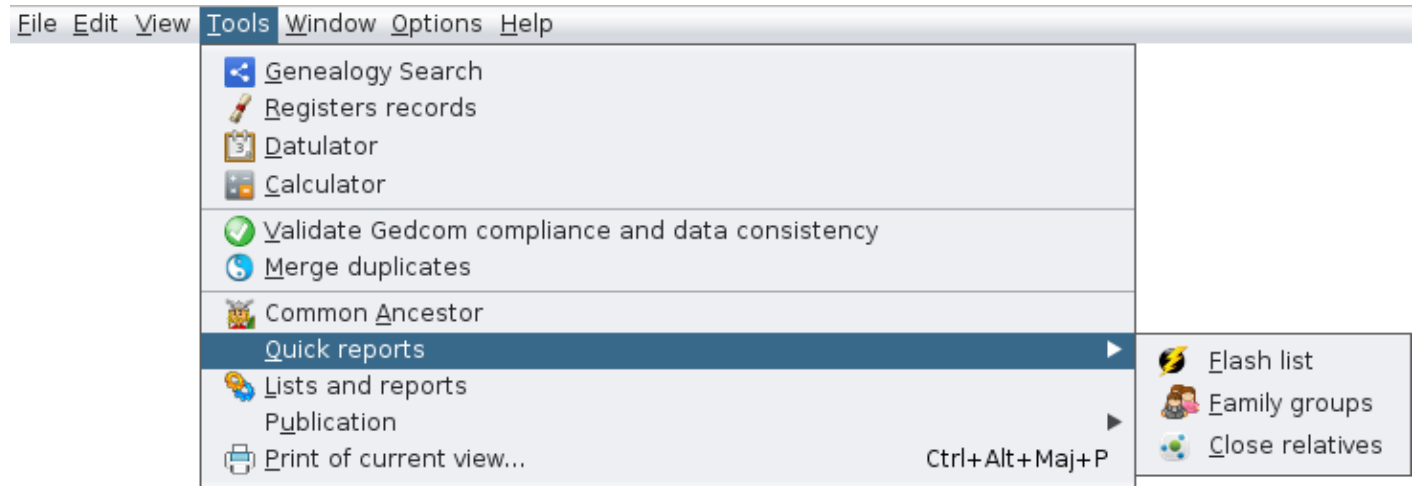 File Edit View Tools Window Options Help
Genealogy Search
Registers records
3
Datulator
Calculator
Validate Gedcom compliance and data consistency
Merge duplicates
Common Ancestor
Quick reports
Flash list
Lists and reports
Family groups
Publication
Close relatives
Print of current view... Ctrl+Alt+Maj+P